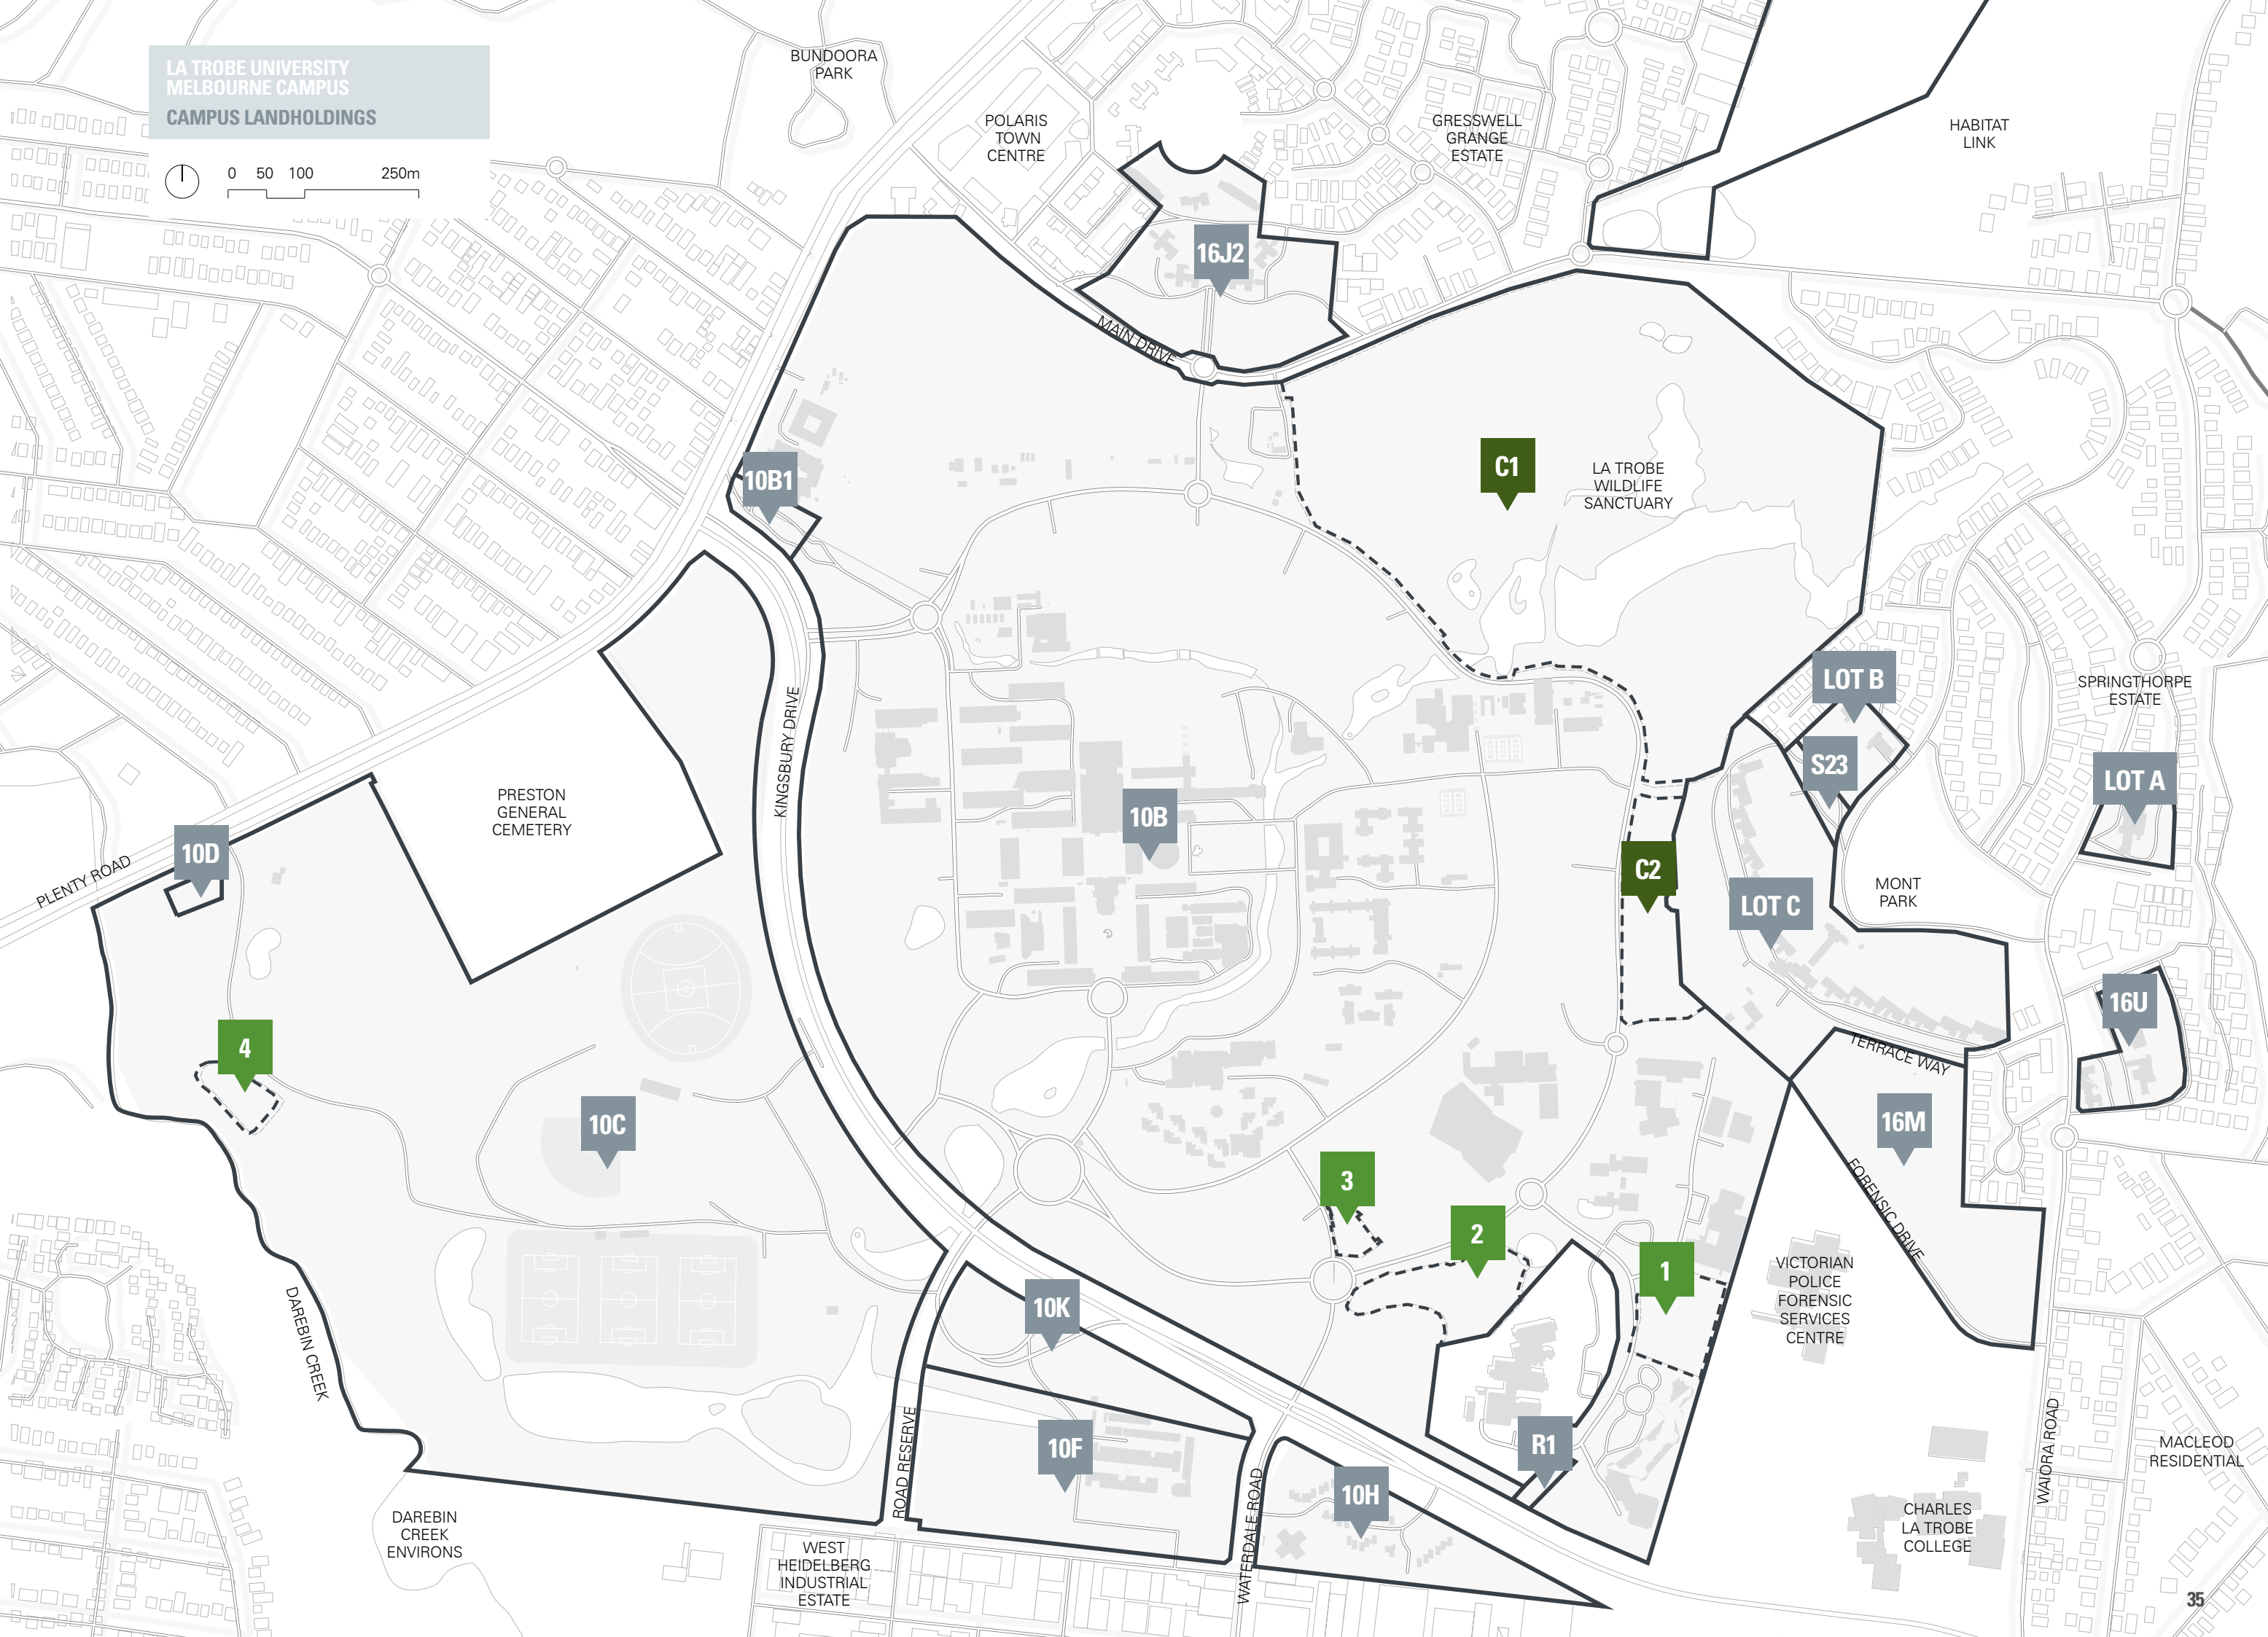 LA TROBE UNIVERSITY
MELBOURNE CAMPUS
CAMPUS LANDHOLDINGS
0 50 100 250m
BUNDOORA
PARK
POLARIS
TOWN
CENTRE
GRESSWELL
GRANGE
ESTATE
HABITAT
LINK
16J2
MAIN DRIVE
10B1
C1
LA TROBE
WILDLIFE
SANCTUARY
LOT B
SPRINGTHORPE
ESTATE
S23
LOT A
KINGSBURY DRIVE
PRESTON
GENERAL
CEMETERY
10B
10D
PLENTY ROAD
C2
LOT C
MONT
PARK
16U
4
TERRACE WAY
10C
16M
3
FORENSIC DRIVE
2
1
VICTORIAN
POLICE
FORENSIC
SERVICES
CENTRE
10K
DAREBIN CREEK
10F
ROAD RESERVE
R1
10H
WATERDALE ROAD
WAIORA ROAD
MACLEOD
RESIDENTIAL
DAREBIN
CREEK
ENVIRONS
WEST
HEIDELBERG
INDUSTRIAL
ESTATE
CHARLES
LA TROBE
COLLEGE
35